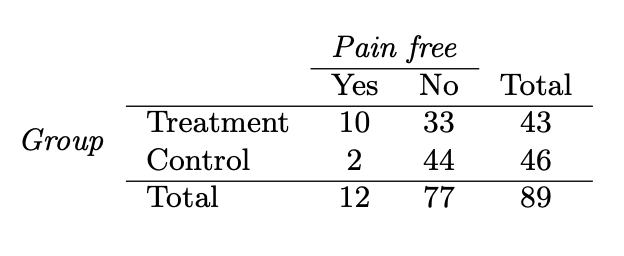 Pain free
Yes No Total
Treatment 10 33 43
Group
Control 2 44 46
Total 12 77 89